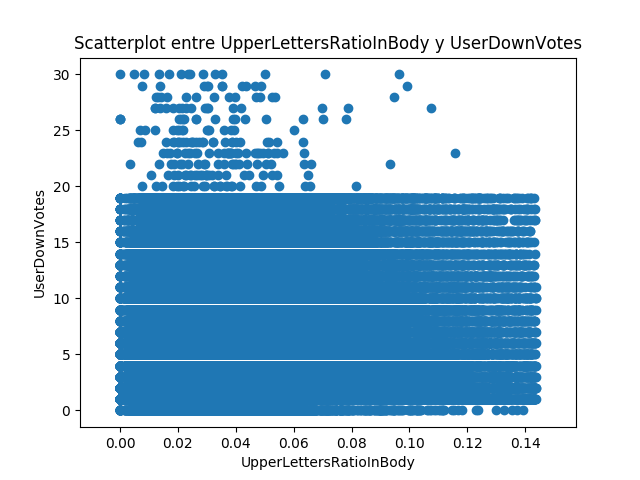 Scatterplot entre UpperLettersRatioInBody y UserDownVotes
30
25
20
15
10
5
0
UserDownVotes
0.00 0.02 0.04 0.06 0.08 0.10 0.12 0.14
UpperLettersRatioInBody